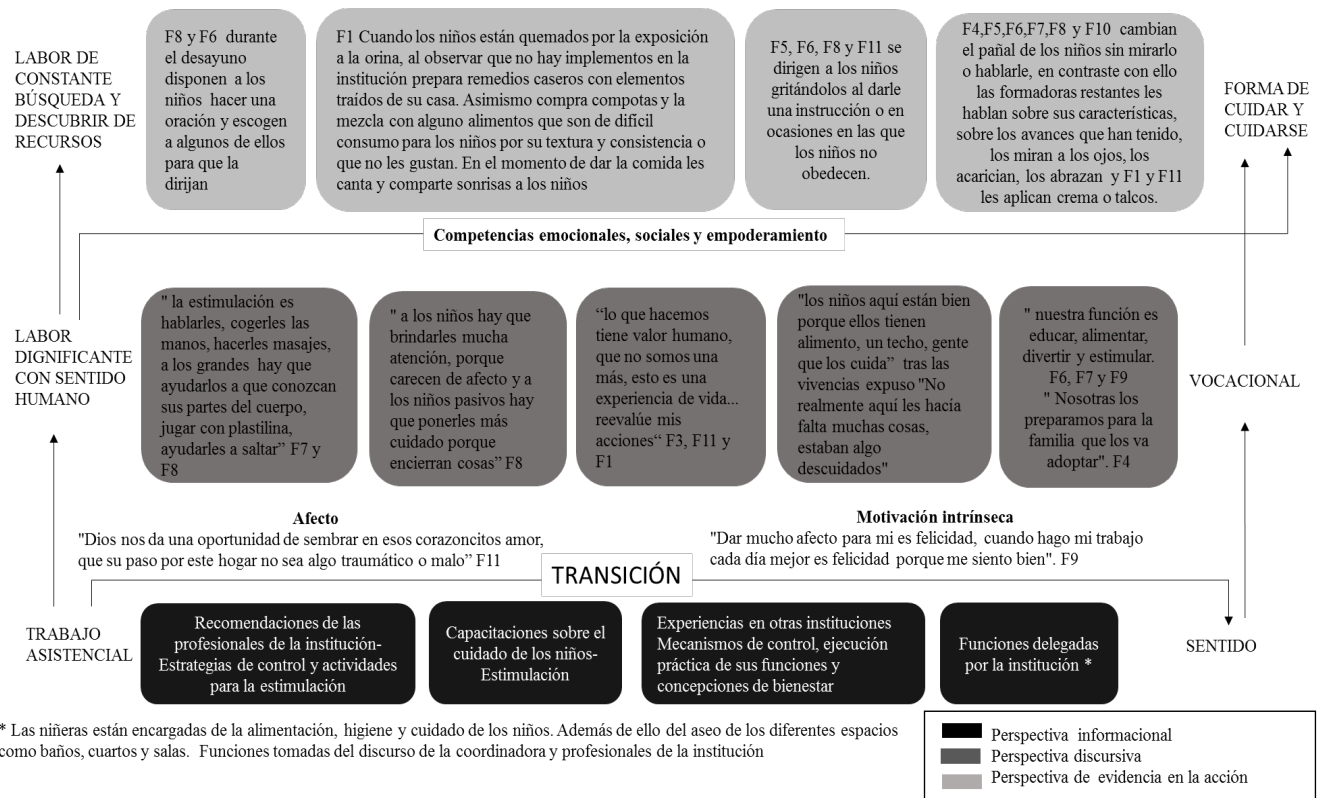 LABOR DE
CONSTANTE
BÚSQUEDA Y
DESCUBRIR DE
RECURSOS
F8 y F6 durante
el desayuno
disponen a los
niños hacer una
oración y escogen
a algunos de ellos
para que la
dirijan
F1 Cuando los niños están quemados por la exposición
a la orina, al observar que no hay implementos en la
institución prepara remedios caseros con elementos
traídos de su casa. Asimismo compra compotas y la
mezcla con alguno alimentos que son de difícil
consumo para los niños por su textura y consistencia o
que no les gustan. En el momento de dar la comida les
canta y comparte sonrisas a los niños
F5, F6, F8 y F11 se
dirigen a los niños
gritándolos al darle
una instrucción o en
ocasiones en las que
los niños no
obedecen.
F4,F5,F6,F7,F8 y F10 cambian
el pañal de los niños sin mirarlo
o hablarle, en contraste con ello
las formadoras restantes les
hablan sobre sus características,
sobre los avances que han tenido,
los miran a los ojos, los
acarician, los abrazan y F1 y F11
les aplican crema o talcos.
FORMA DE
CUIDAR Y
CUIDARSE
Competencias emocionales, sociales y empoderamiento
LABOR
DIGNIFICANTE
CON SENTIDO
HUMANO
" la estimulación es
hablarles, cogerles las
manos, hacerles masajes,
a los grandes hay que
ayudarlos a que conozcan
sus partes del cuerpo,
jugar con plastilina,
ayudarles a saltar” F7 y
F8
" a los niños hay que
brindarles mucha
atención, porque
carecen de afecto y a
los niños pasivos hay
que ponerles más
cuidado porque
encierran cosas” F8
“lo que hacemos
tiene valor humano,
que no somos una
más, esto es una
experiencia de vida...
reevalúe mis
acciones“ F3, F11 y
F1
"los niños aquí están bien
porque ellos tienen
alimento, un techo, gente
que los cuida” tras las
vivencias expuso "No
realmente aquí les hacía
falta muchas cosas,
estaban algo
descuidados"
" nuestra función es
educar, alimentar,
divertir y estimular.
F6, F7 y F9
" Nosotras los
preparamos para la
familia que los va
adoptar". F4
VOCACIONAL
Afecto
"Dios nos da una oportunidad de sembrar en esos corazoncitos amor,
que su paso por este hogar no sea algo traumático o malo” F11
Motivación intrínseca
"Dar mucho afecto para mi es felicidad, cuando hago mi trabajo
cada día mejor es felicidad porque me siento bien". F9
TRANSICIÓN
TRABAJO
ASISTENCIAL
Recomendaciones de las
profesionales de la institución-
Estrategias de control y actividades
para la estimulación
Capacitaciones sobre el
cuidado de los niños-
Estimulación
Experiencias en otras instituciones
Mecanismos de control, ejecución
práctica de sus funciones y
concepciones de bienestar
Funciones delegadas
por la institución *
SENTIDO
* Las niñeras están encargadas de la alimentación, higiene y cuidado de los niños. Además de ello del aseo de los diferentes espacios
como baños, cuartos y salas. Funciones tomadas del discurso de la coordinadora y profesionales de la institución
Perspectiva informacional
Perspectiva discursiva
Perspectiva de evidencia en la acción